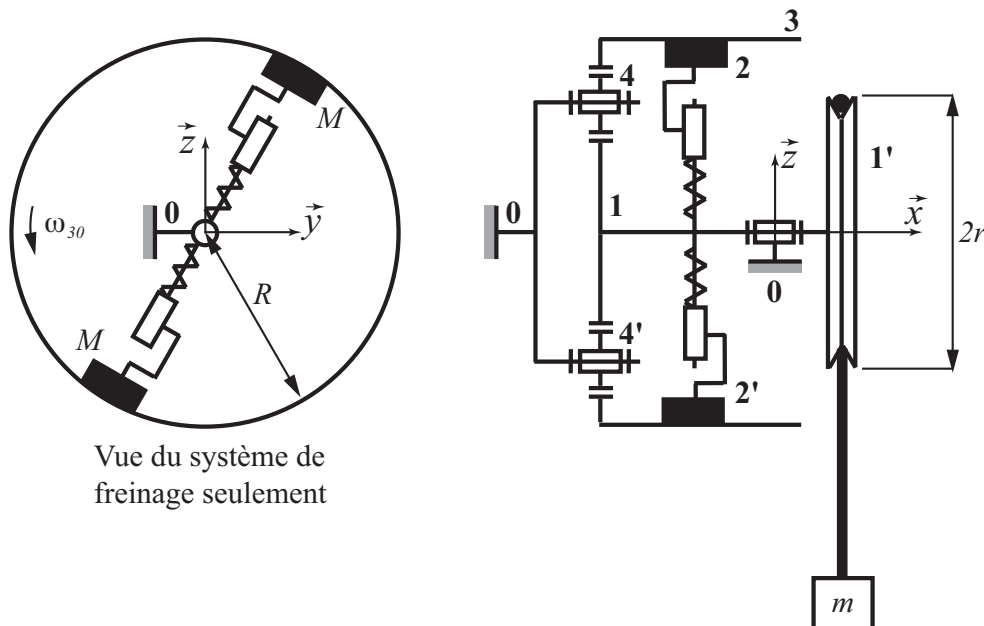 M
z
0
y
ω30
R
M
Vue du système de
freinage seulement
3
4
2
z
1'
0
1
x
2r
0
4'
2'
m